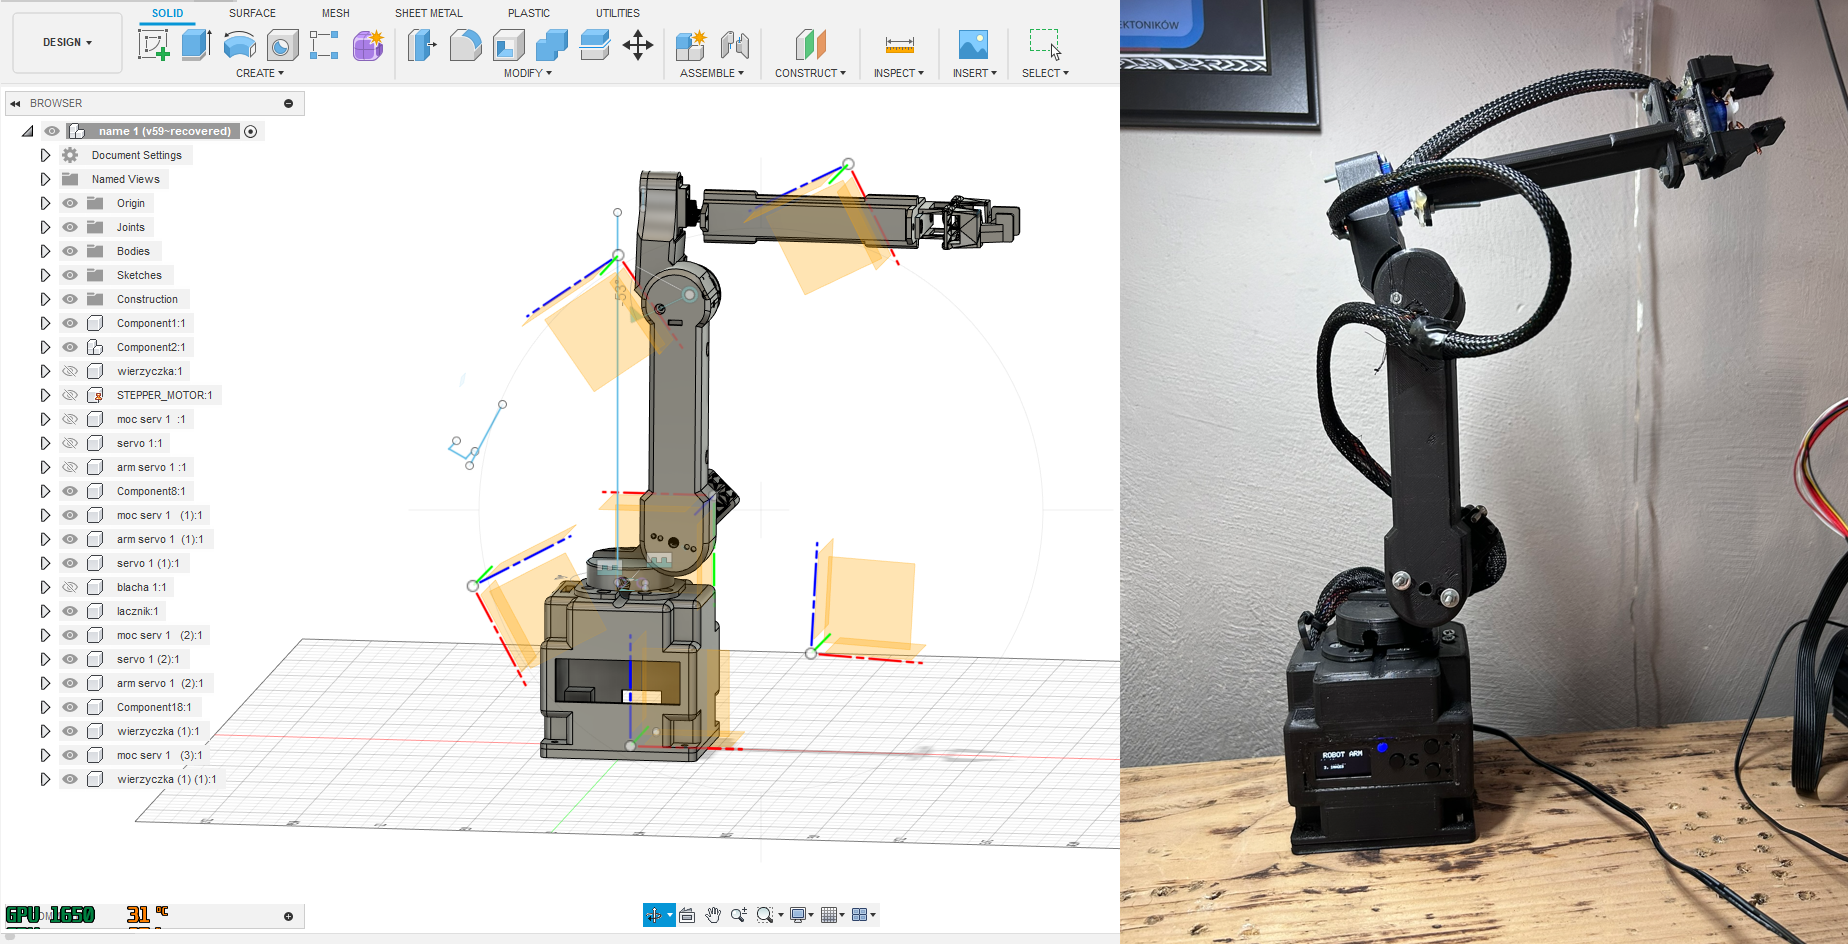 SOLID SURFACE MESH SHEET METAL PLASTIC UTILITIES
DESIGN
CREATE MODIFY ASSEMBLE CONSTRUCT INSPECT INSERT SELECT
BROWSER
name 1 (v59~recovered)
Document Settings
Named Views
Origin
Joints
Bodies
Sketches
Construction
Component1:1
Component2:1
wierzyczka:1
STEPPER_MOTOR:1
moc serv 1 :1
servo 1:1
arm servo 1 :1
Component8:1
moc serv 1 (1):1
arm servo 1 (1):1
servo 1 (1):1
blacha 1:1
lacznik:1
moc serv 1 (2):1
servo 1 (2):1
arm servo 1 (2):1
Component18:1
wierzyczka (1):1
moc serv 1 (3):1
wierzyczka (1) (1):1
GPU 1650 31 °C
EKTONIKÓW
ROBOT ARM
S